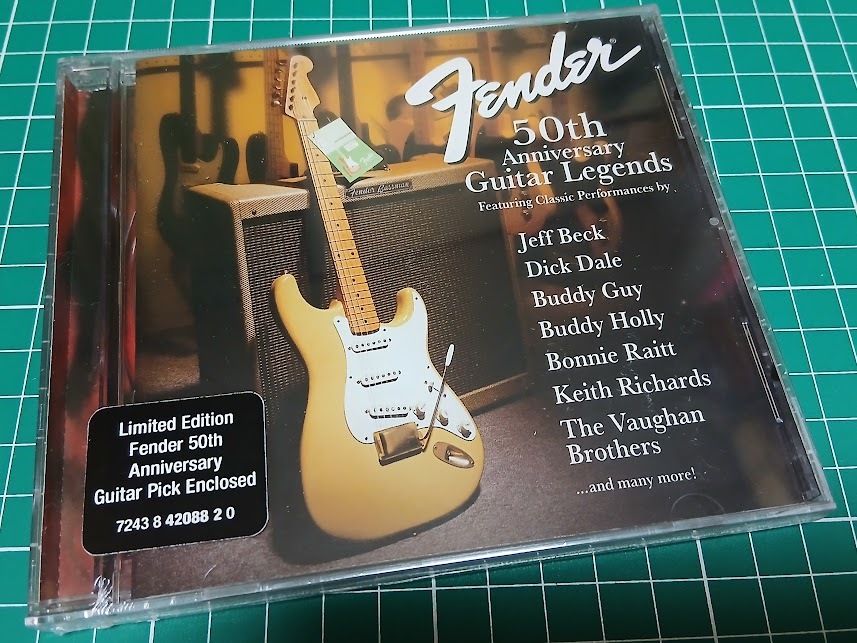 Fender
50th
Anniversary
Guitar Legends
Featuring Classic Performances by
Jeff Beck
Dick Dale
Buddy Guy
Buddy Holly
Bonnie Raitt
Keith Richards
The Vaughan
Brothers
...and many more!
Fender Bassman
Limited Edition
Fender 50th
Anniversary
Guitar Pick Enclosed
7243 8 42088 2 0